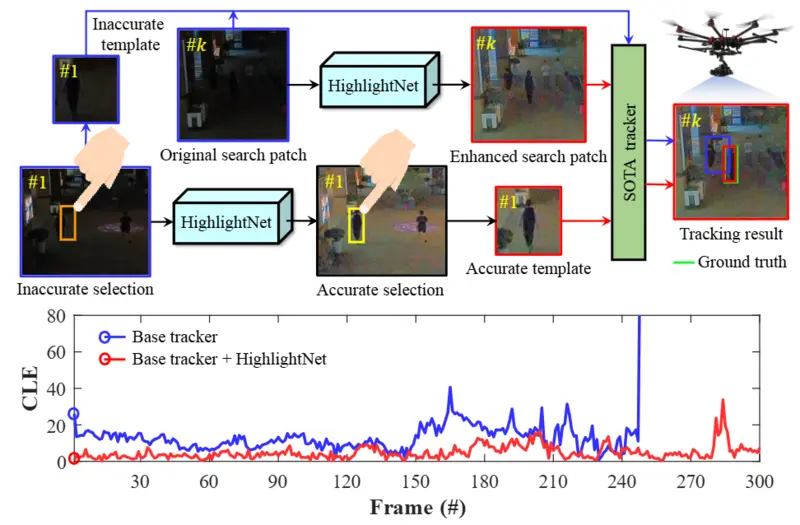 Inaccurate
template
#1
#k
HighlightNet
#k
Original search patch
Enhanced search patch
#1
HighlightNet
#1
#1
SOTA tracker
#k
Inaccurate selection
Accurate selection
Accurate template
Tracking result
Ground truth
80
60
40
20
0
CLE
Base tracker
Base tracker + HighlightNet
30 60 90 120 150 180 210 240 270 300
Frame (#)